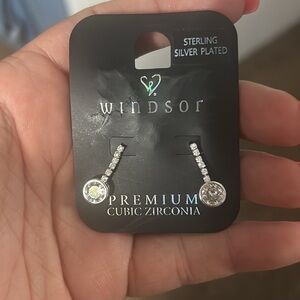 STERLING
SILVER PLATED
WINDSOR
PREMIUM
CUBIC ZIRCONIA